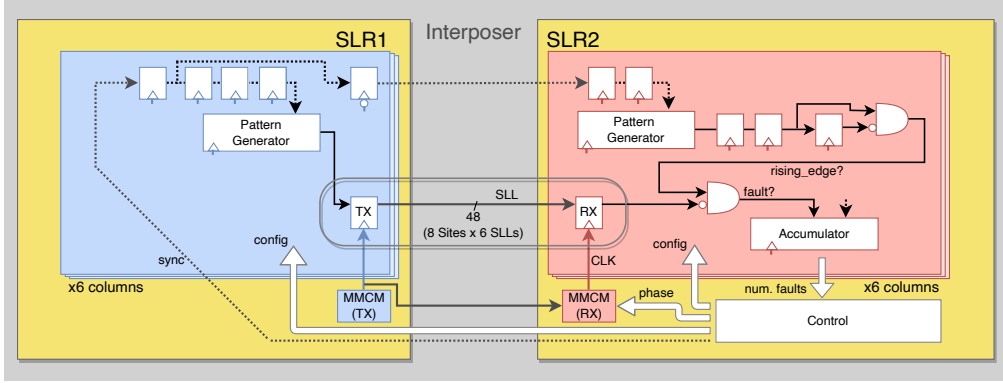 SLR1
Interposer
SLR2
Pattern
Generator
Pattern
Generator
rising_edge?
TX
SLL
48
(8 Sites x 6 SLLs)
RX
fault?
Accumulator
config
sync
config
CLK
x6 columns
num. faults
x6 columns
MMCM
(TX)
MMCM
(RX)
phase
Control